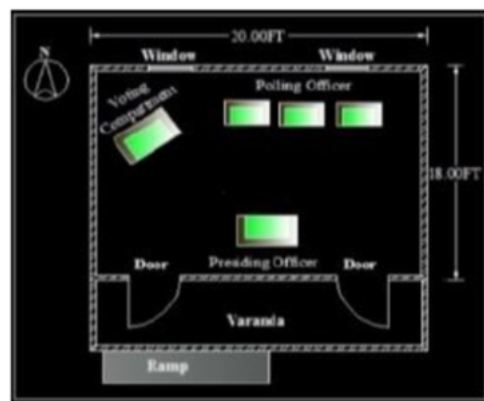 20.00FT
N
Window
Window
Voting
Compartment
Polling Officer
18.00FT
Door
Presiding Officer
Door
Varanda
Ramp